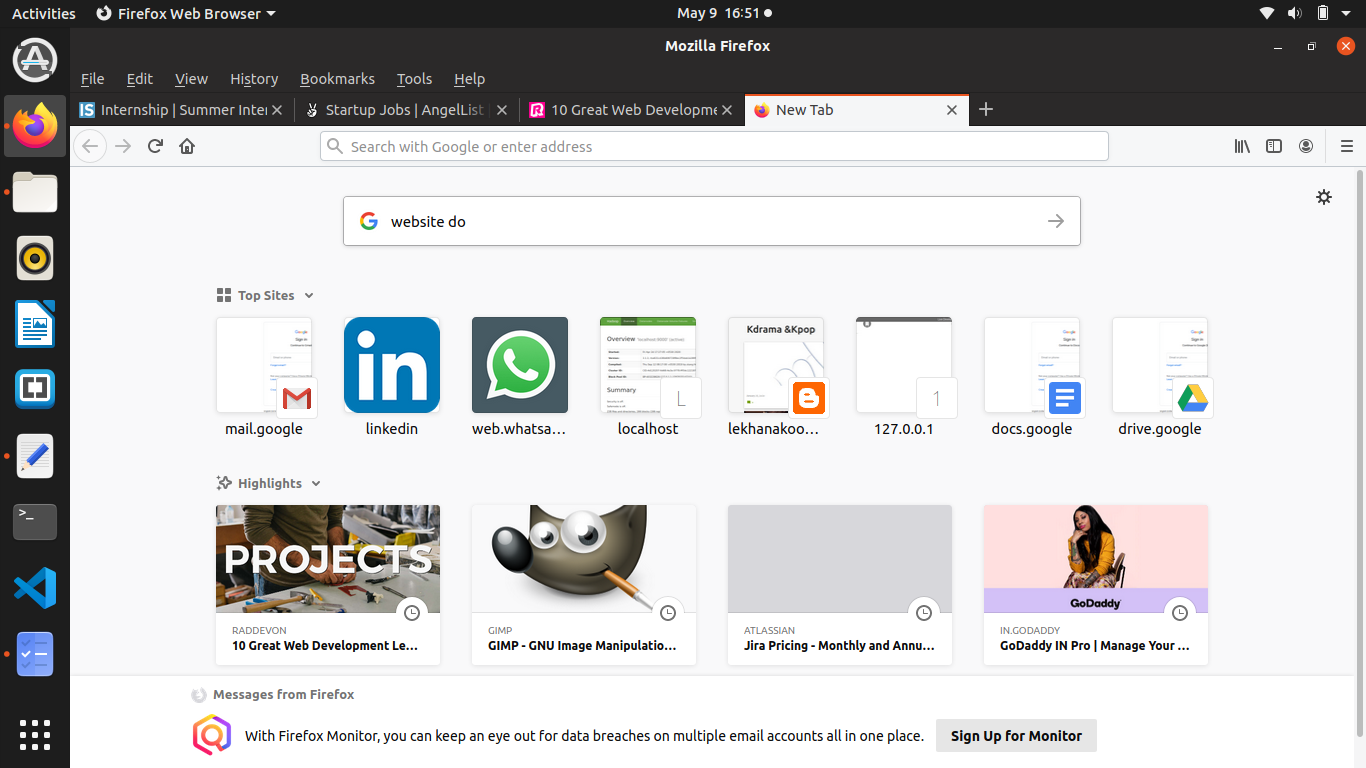 Activities Firefox Web Browser May 9 16:51
Mozilla Firefox
File Edit View History Bookmarks Tools Help
Internship | Summer Inter Startup Jobs | AngelList 10 Great Web Developme New Tab
Search with Google or enter address
website do
Top Sites
Kdrama &Kpop
Overview
Summary
L
1
mail.google linkedin web.whatsa... localhost lekhanakoo... 127.0.0.1 docs.google drive.google
Highlights
PROJECTS
GoDaddy
RADDEVON GIMP ATLASSIAN IN.GODADDY
10 Great Web Development Le... GIMP - GNU Image Manipulatio... Jira Pricing - Monthly and Annu... GoDaddy IN Pro | Manage Your ...
Messages from Firefox
With Firefox Monitor, you can keep an eye out for data breaches on multiple email accounts all in one place. Sign Up for Monitor